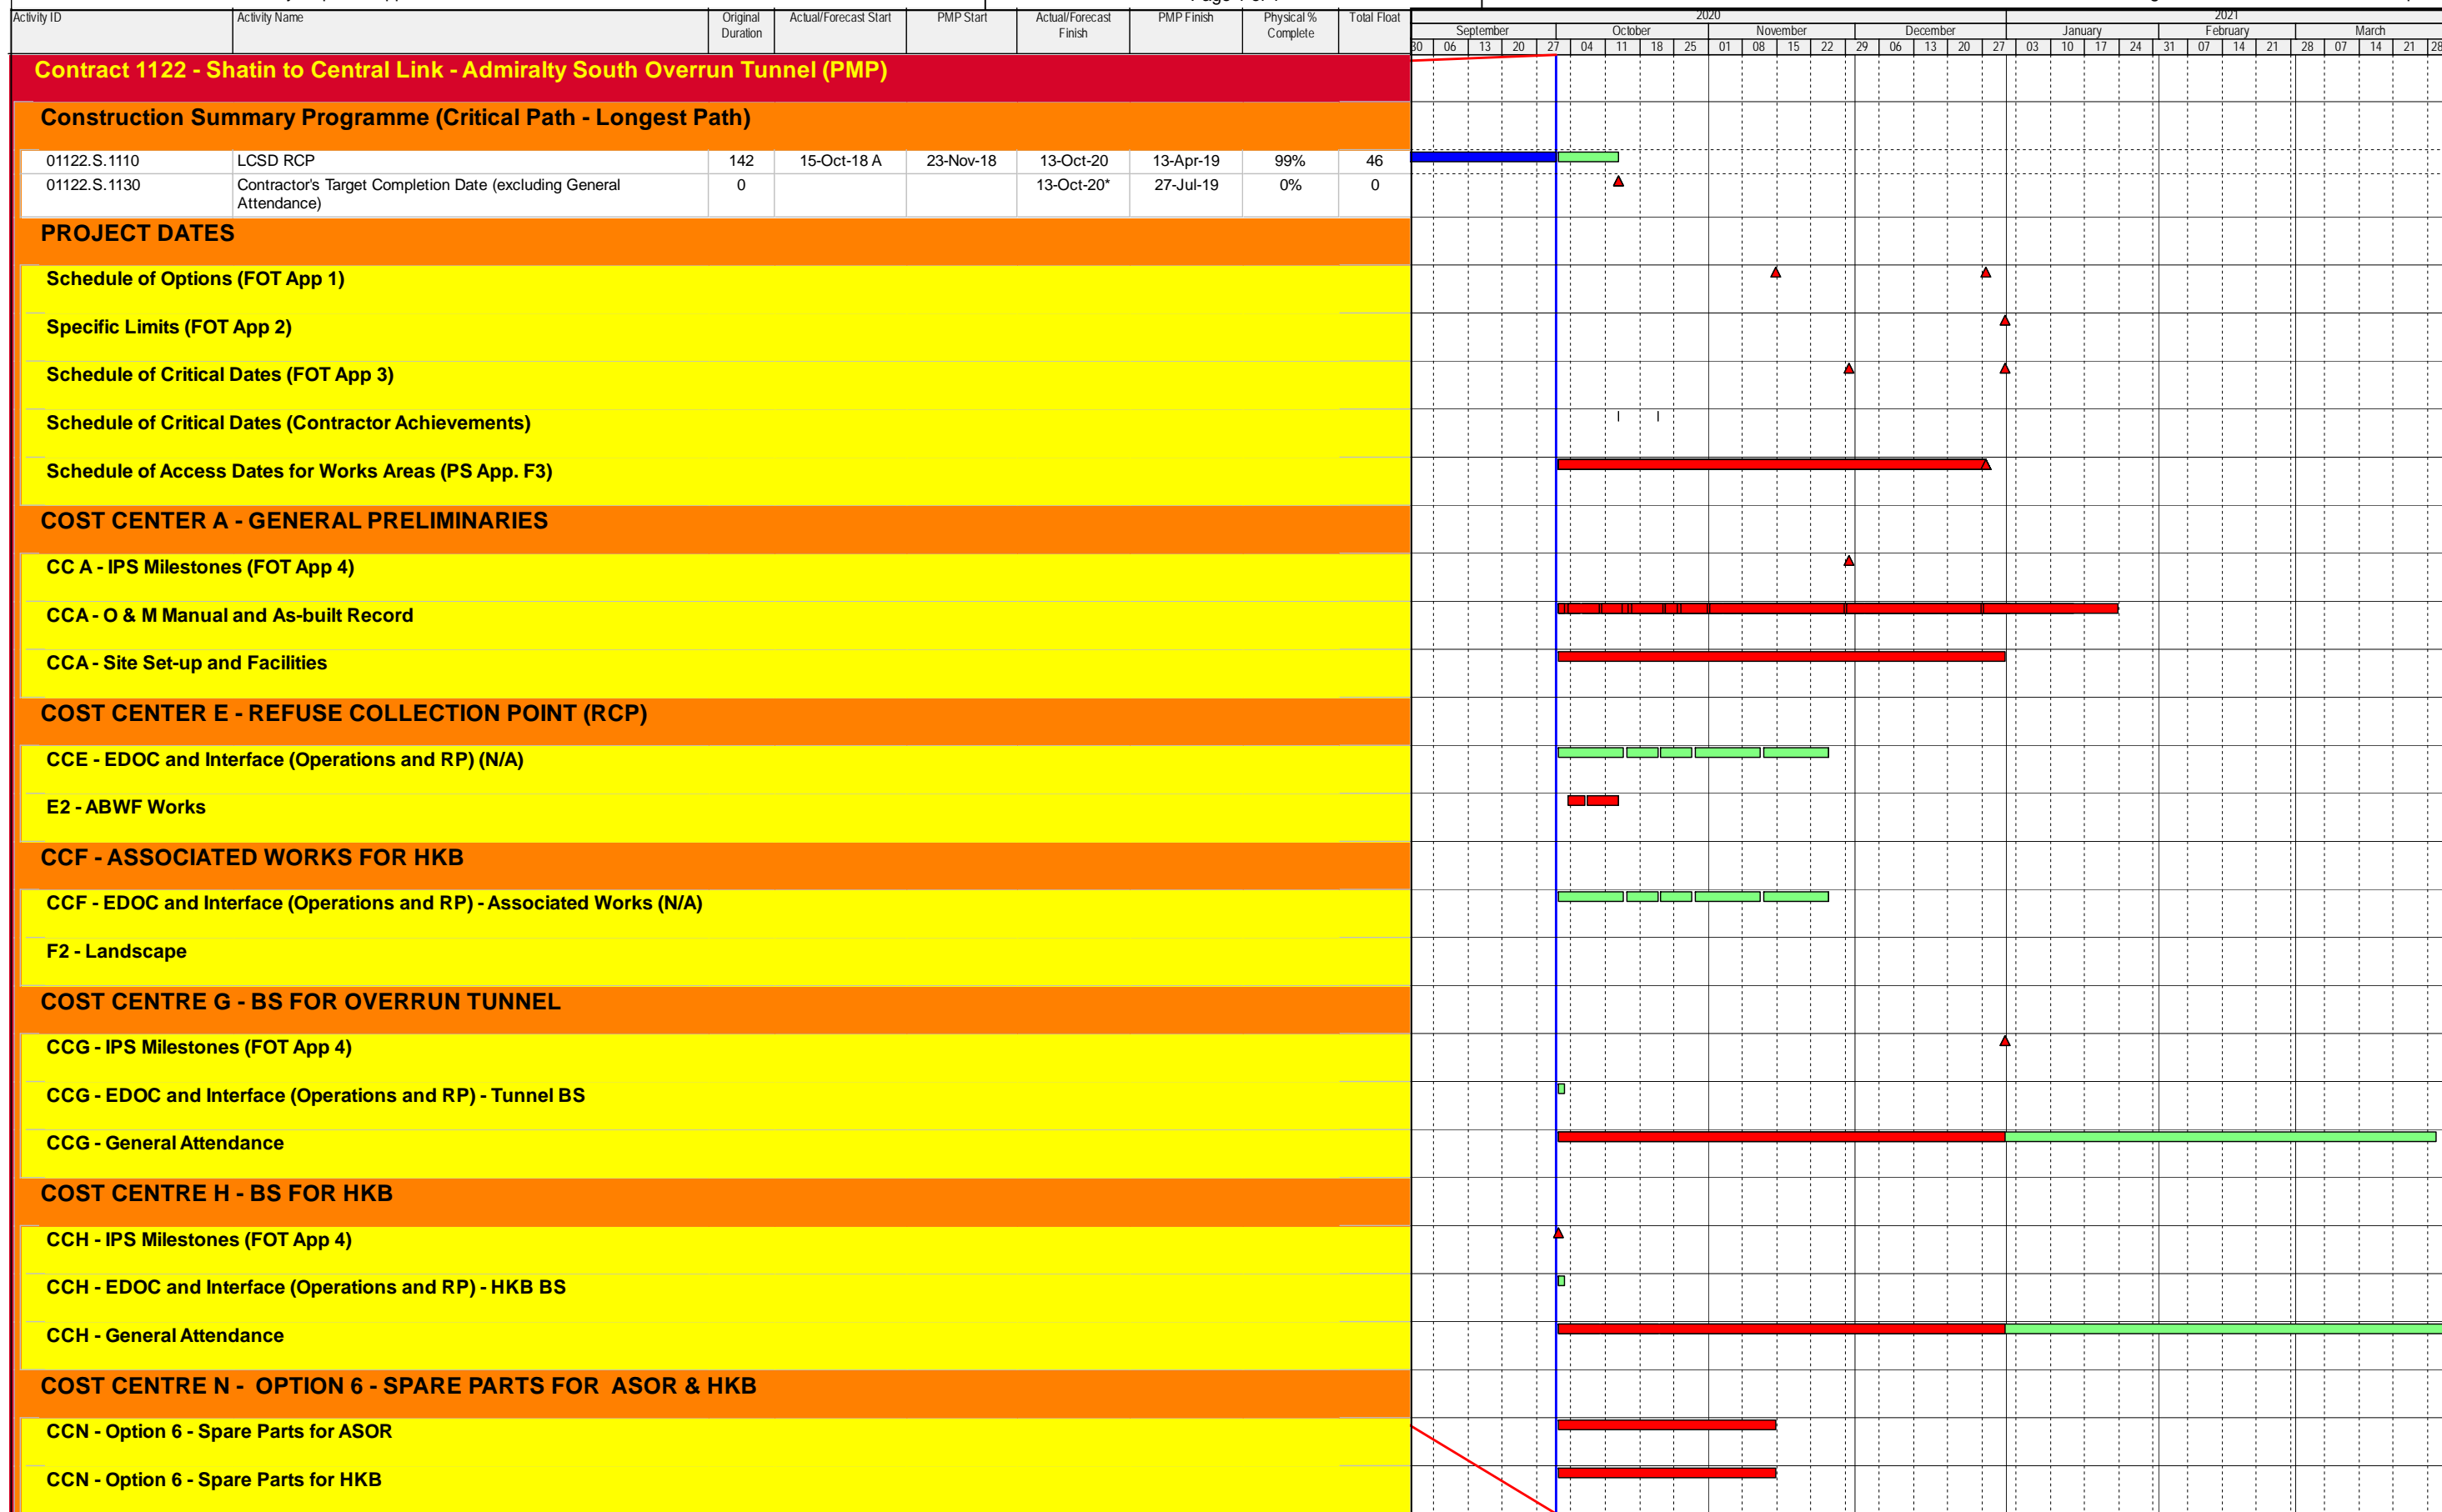 Activity ID Activity Name Original Duration Actual/Forecast Start PMP Start Actual/Forecast Finish PMP Finish Physical % Complete Total Float
2020 2021
September October November December January February March
30 06 13 20 27 04 11 18 25 01 08 15 22 29 06 13 20 27 03 10 17 24 31 07 14 21 28 07 14 21 28
Contract 1122 - Shatin to Central Link - Admiralty South Overrun Tunnel (PMP)
Construction Summary Programme (Critical Path - Longest Path)
01122.S.1110 LCSD RCP 142 15-Oct-18 A 23-Nov-18 13-Oct-20 13-Apr-19 99% 46
01122.S.1130 Contractor's Target Completion Date (excluding General 0 13-Oct-20* 27-Jul-19 0% 0
Attendance)
PROJECT DATES
Schedule of Options (FOT App 1)
Specific Limits (FOT App 2)
Schedule of Critical Dates (FOT App 3)
Schedule of Critical Dates (Contractor Achievements)
Schedule of Access Dates for Works Areas (PS App. F3)
COST CENTER A - GENERAL PRELIMINARIES
CC A - IPS Milestones (FOT App 4)
CCA - O & M Manual and As-built Record
CCA - Site Set-up and Facilities
COST CENTER E - REFUSE COLLECTION POINT (RCP)
CCE - EDOC and Interface (Operations and RP) (N/A)
E2 - ABWF Works
CCF - ASSOCIATED WORKS FOR HKB
CCF - EDOC and Interface (Operations and RP) - Associated Works (N/A)
F2 - Landscape
COST CENTRE G - BS FOR OVERRUN TUNNEL
CCG - IPS Milestones (FOT App 4)
CCG - EDOC and Interface (Operations and RP) - Tunnel BS
CCG - General Attendance
COST CENTRE H - BS FOR HKB
CCH - IPS Milestones (FOT App 4)
CCH - EDOC and Interface (Operations and RP) - HKB BS
CCH - General Attendance
COST CENTRE N - OPTION 6 - SPARE PARTS FOR ASOR & HKB
CCN - Option 6 - Spare Parts for ASOR
CCN - Option 6 - Spare Parts for HKB